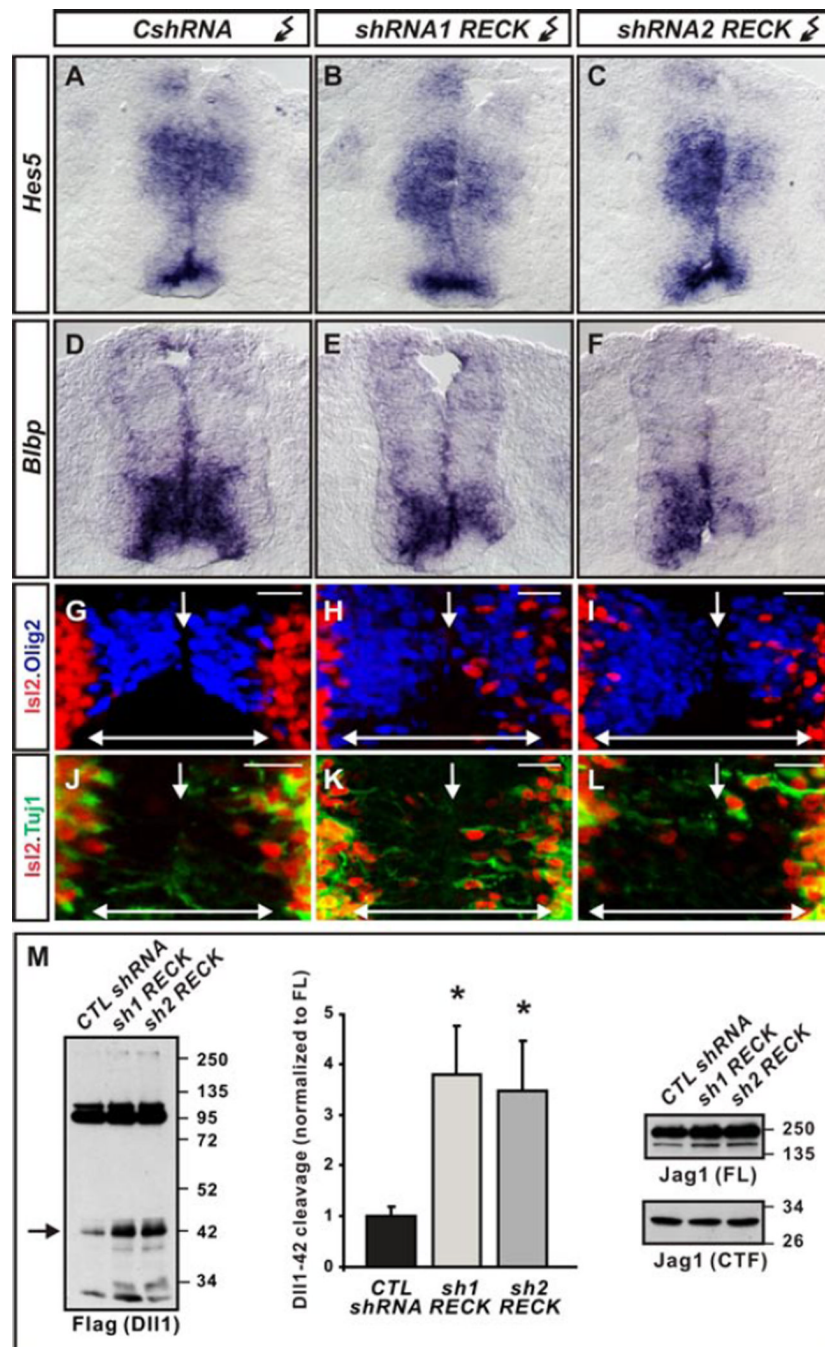 CshRNA
shRNA1 RECK
shRNA2 RECK
Hes5
A
B
C
Blbp
D
E
F
Isl2.Olig2
G
H
I
Isl2.Tuj1
J
K
L
M
CTL shRNA
sh1 RECK
sh2 RECK
250
135
95
72
52
42
34
Flag (Dll1)
Dll1-42 cleavage (normalized to FL)
5
4
3
2
1
0
*
*
CTL shRNA
sh1 RECK
sh2 RECK
CTL shRNA
sh1 RECK
sh2 RECK
250
135
Jag1 (FL)
34
26
Jag1 (CTF)